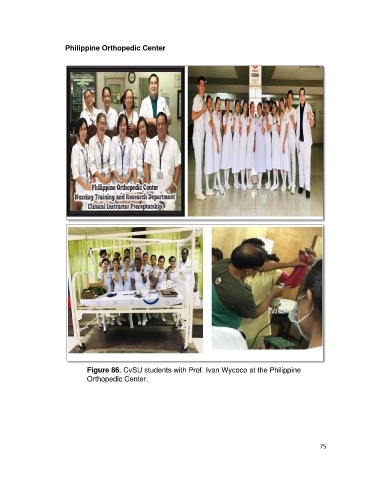 Philippine Orthopedic Center
Philippine Orthopedic Center
Nursing Training and Research Department
Clinical Instructor Preceptorship
Figure 86. CvSU students with Prof. Ivan Wycoco at the Philippine
Orthopedic Center.
75